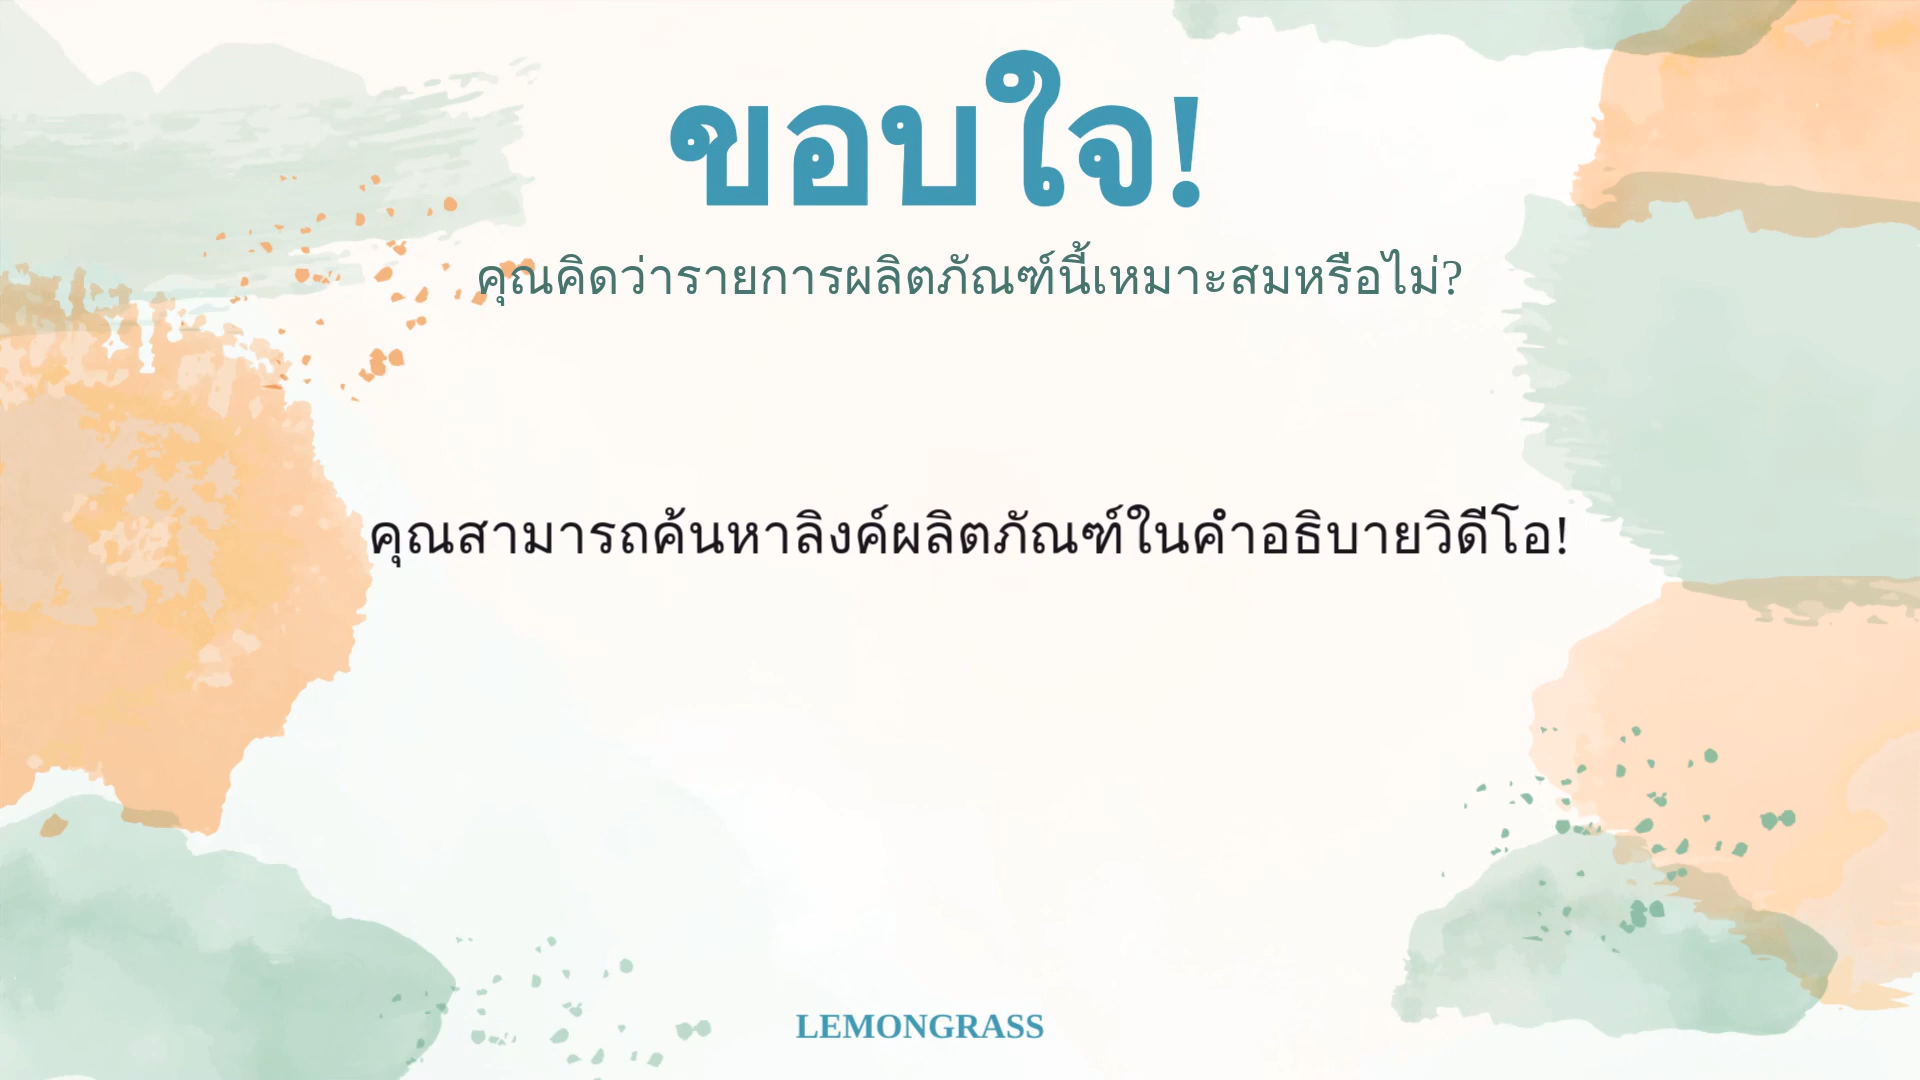 ขอบใจ!
คุณคิดว่ารายการผลิตภัณฑ์นี้เหมาะสมหรือไม่?
คุณสามารถค้นหาลิงค์ผลิตภัณฑ์ในคำอธิบายวิดีโอ!
LEMONGRASS